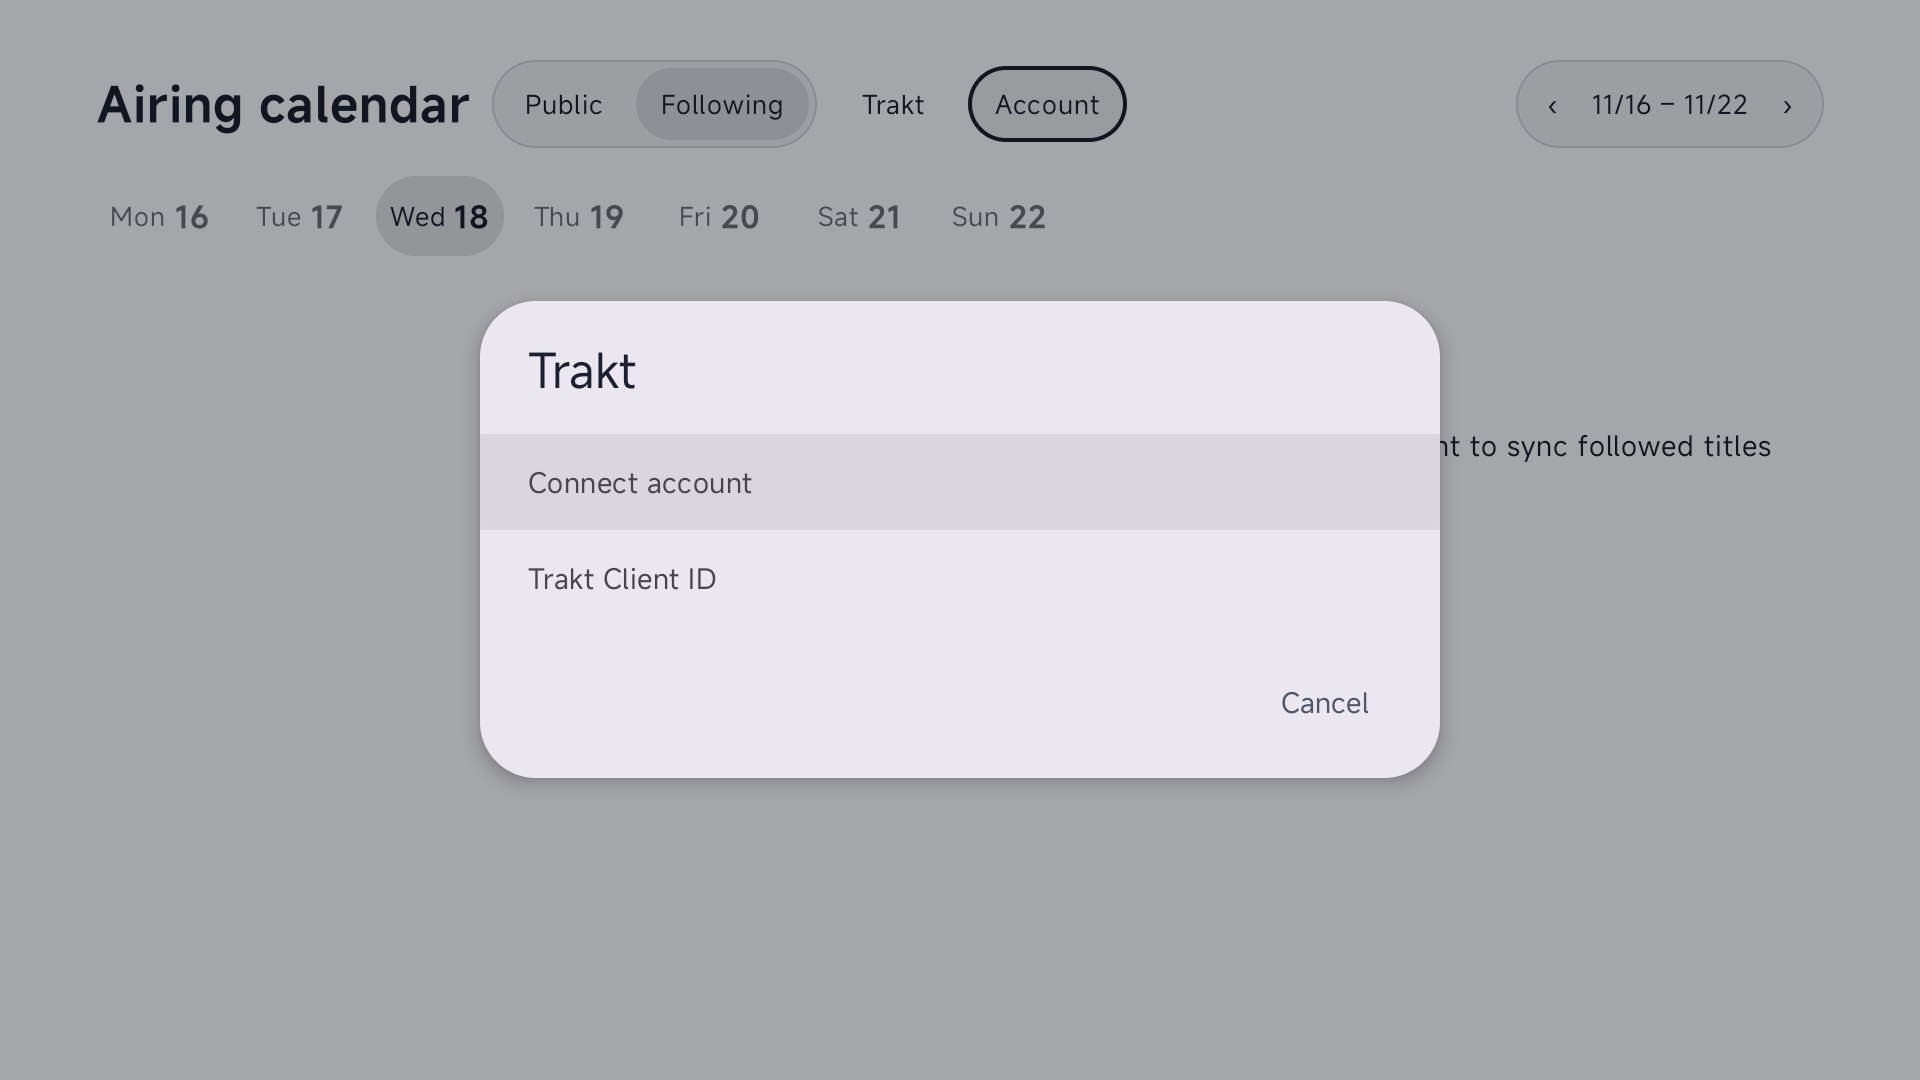 Airing calendar Public Following Trakt Account ‹ 11/16 – 11/22 ›
Mon 16 Tue 17 Wed 18 Thu 19 Fri 20 Sat 21 Sun 22
Trakt
to sync followed titles
Connect account
Trakt Client ID
Cancel